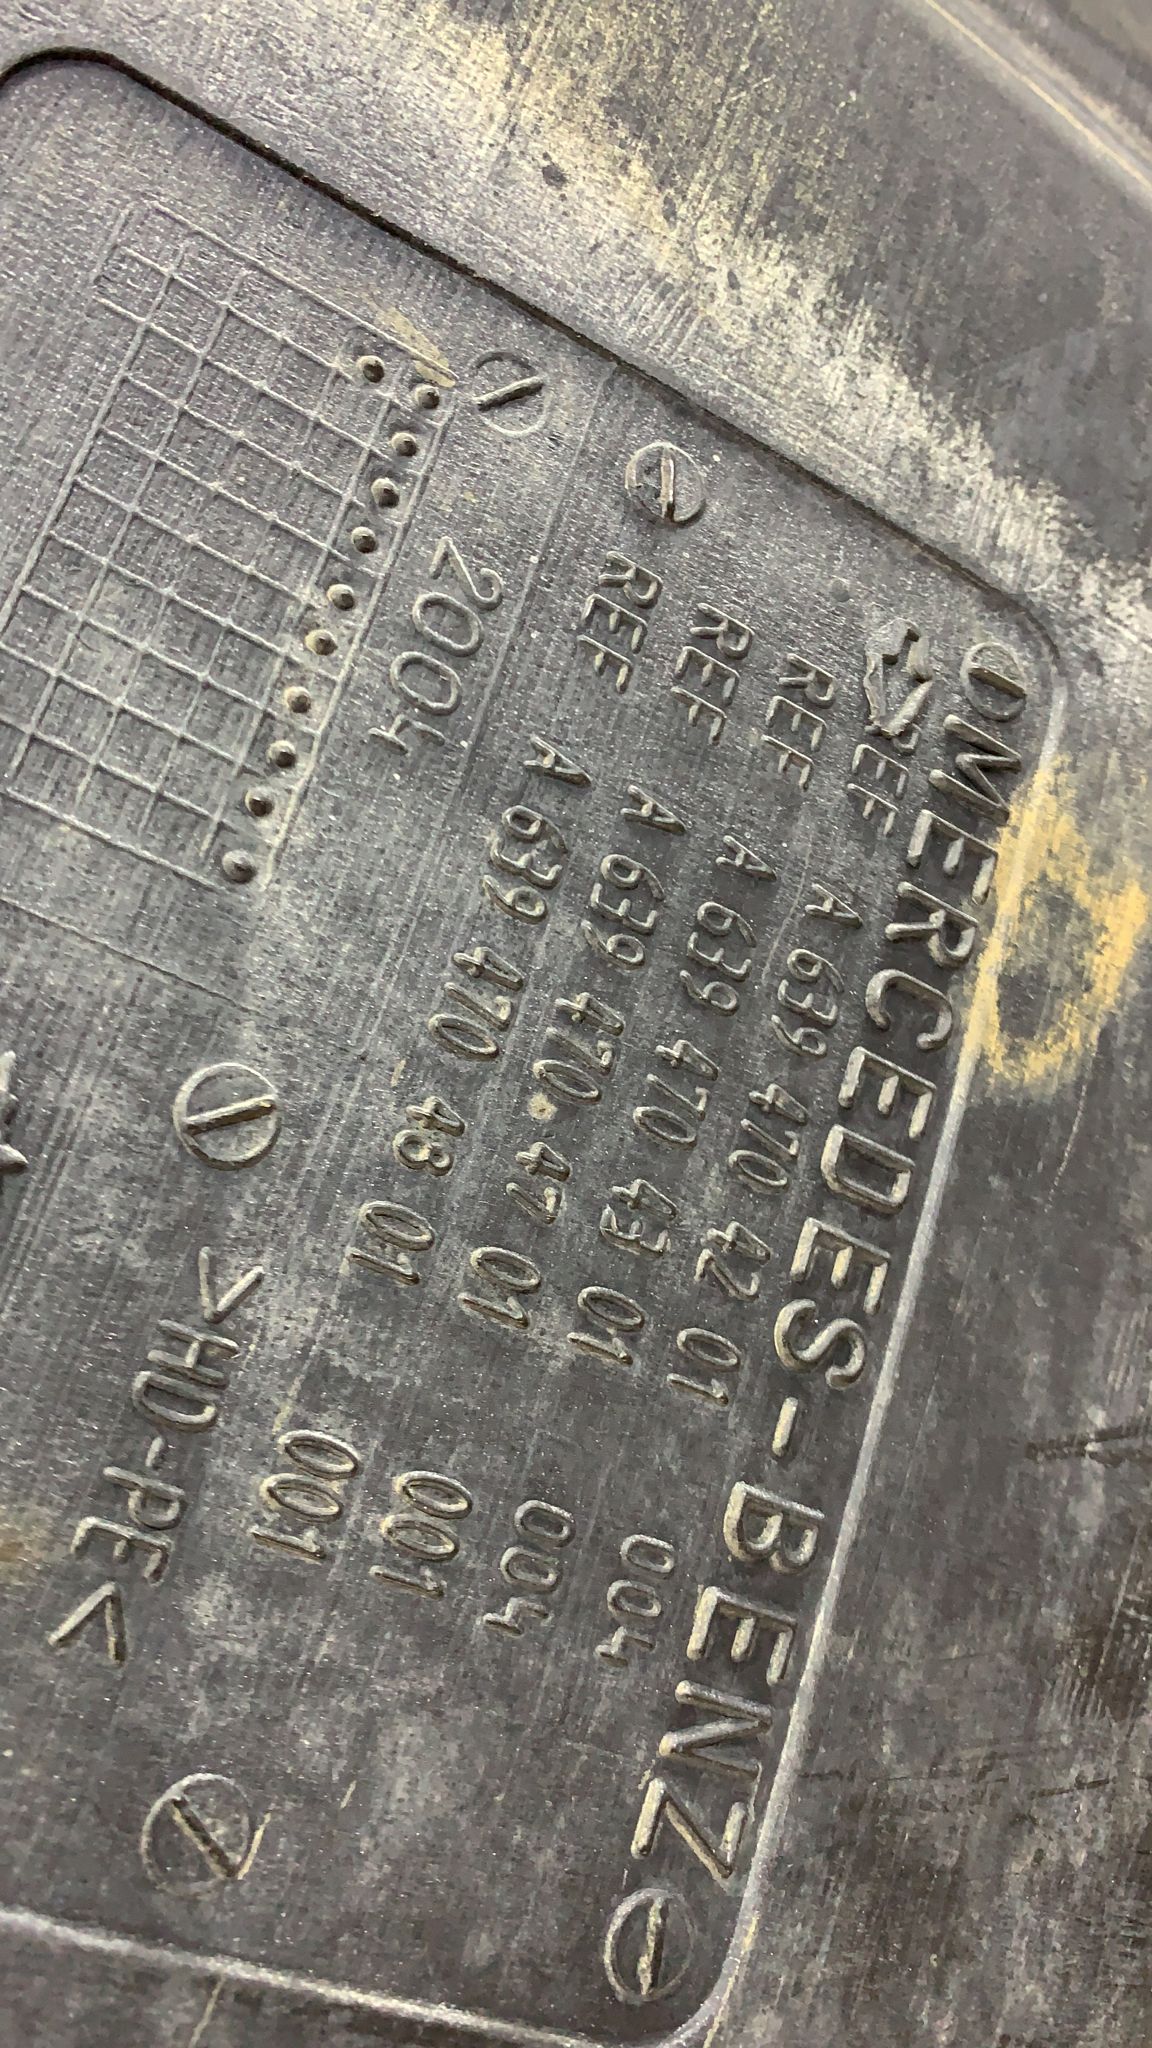 MERCEDES-BENZ
REF A 639 470 42 01 004
REF A 639 470 43 01 004
REF A 639 470 47 01 001
REF A 639 470 48 01 001
2004
>HD-PE<